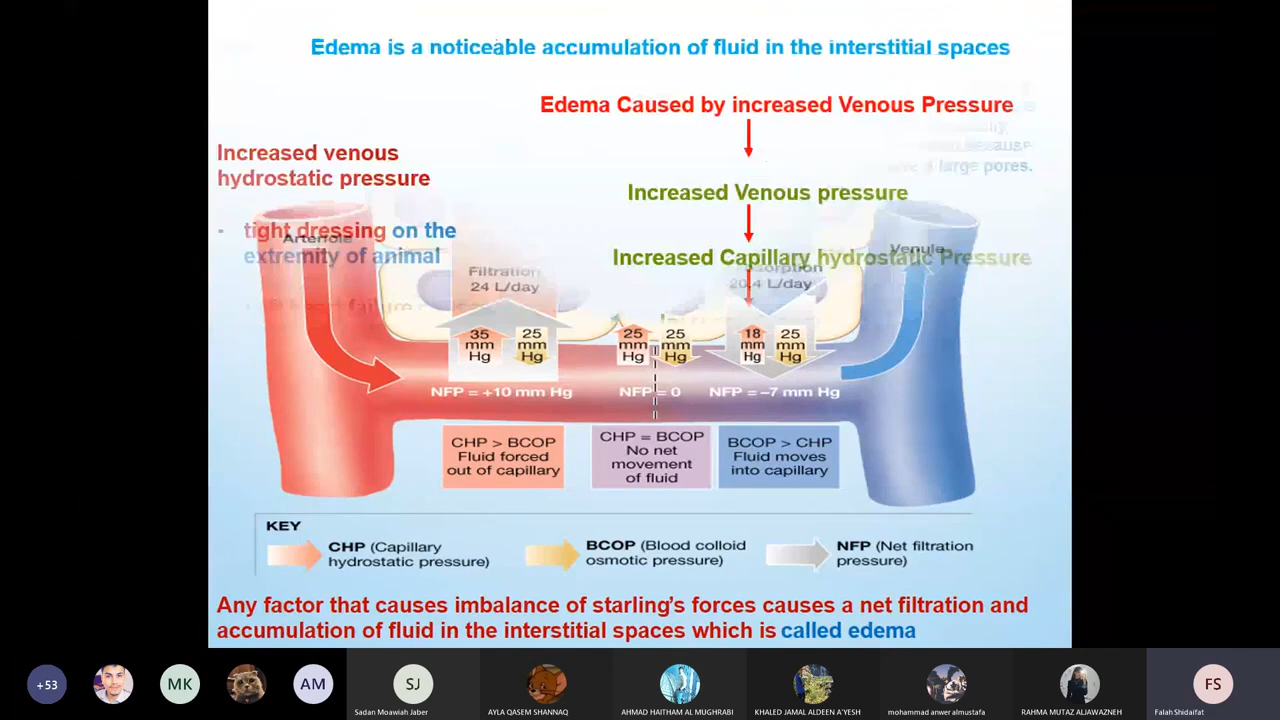 Edema is a noticeable accumulation of fluid in the interstitial spaces
Edema Caused by increased Venous Pressure
because
large pores.
Increased venous
hydrostatic pressure
Increased Venous pressure
- tight dressing on the
extremity of animal
Arteriole
Increased Capillary hydrostatic Pressure
Venule
Filtration
24 L/day
20.4 L/day
35
mm
Hg
25
mm
Hg
25
mm
Hg
25
mm
Hg
18
mm
Hg
25
mm
Hg
NFP = +10 mm Hg
NFP = 0
NFP = –7 mm Hg
CHP > BCOP
Fluid forced
out of capillary
CHP = BCOP
No net
movement
of fluid
BCOP > CHP
Fluid moves
into capillary
KEY
CHP (Capillary
hydrostatic pressure)
BCOP (Blood colloid
osmotic pressure)
NFP (Net filtration
pressure)
Any factor that causes imbalance of starling's forces causes a net filtration and
accumulation of fluid in the interstitial spaces which is called edema
+53
MK
AM
SJ
FS
Sadan Moawiah Jaber
AYLA QASEM SHANNAQ
AHMAD HAITHAM AL MUGHRABI
KHALED JAMAL ALDEEN A'YESH
mohammad anwer almustafa
RAHMA MUTAZ ALJAWAZNEH
Falah Shidaifat